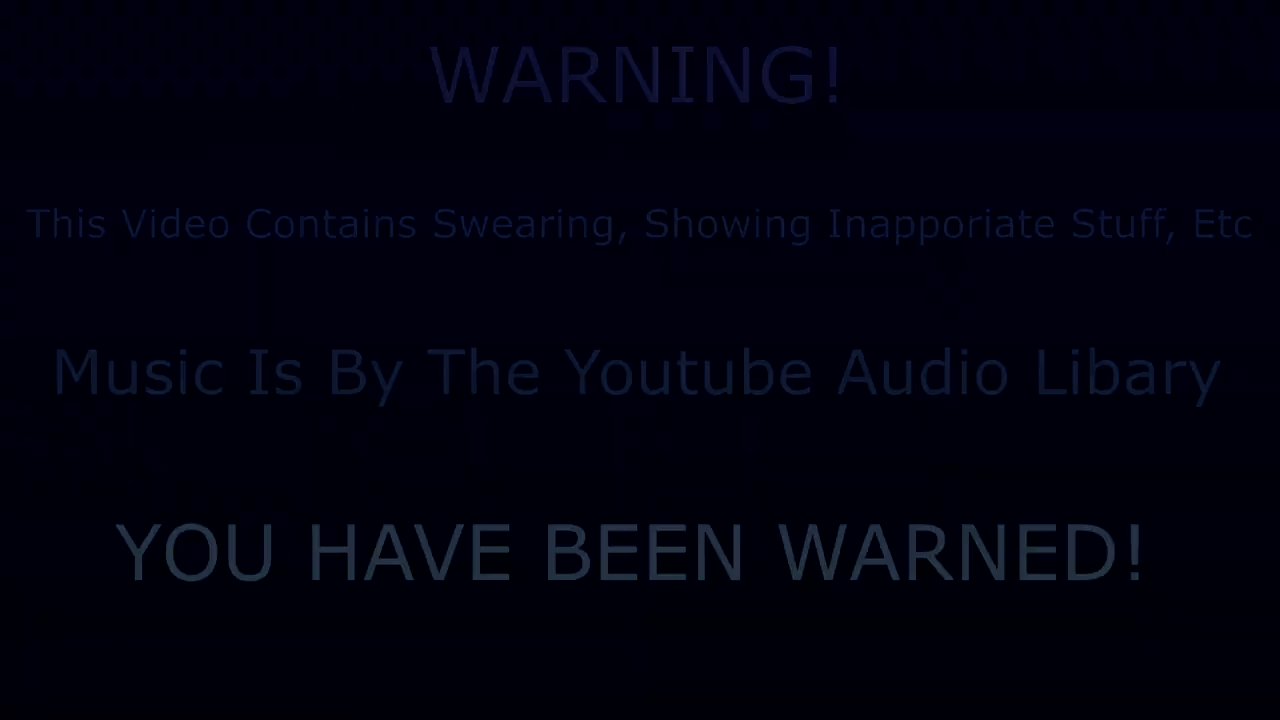 WARNING!
This Video Contains Swearing, Showing Inapporiate Stuff, Etc
Music Is By The Youtube Audio Libary
YOU HAVE BEEN WARNED!